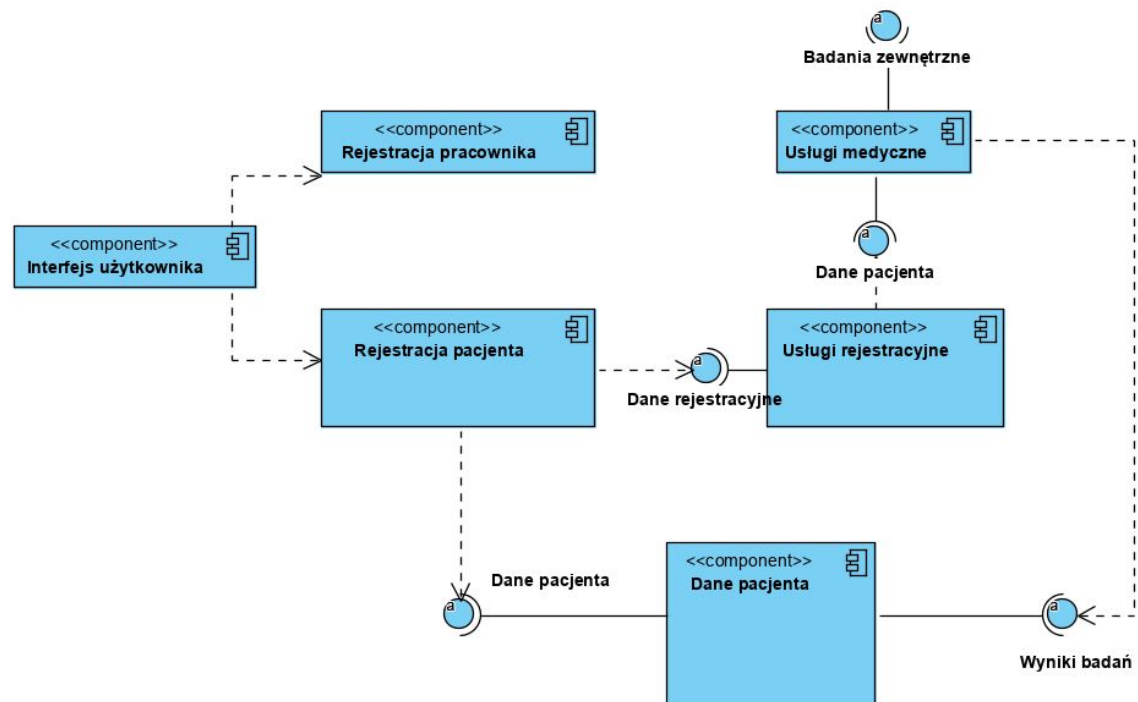 a
Badania zewnętrzne
<<component>>
Rejestracja pracownika
<<component>>
Usługi medyczne
<<component>>
Interfejs użytkownika
a
Dane pacjenta
<<component>>
Rejestracja pacjenta
<<component>>
Usługi rejestracyjne
a
Dane rejestracyjne
<<component>>
Dane pacjenta
Dane pacjenta
a
a
Wyniki badań